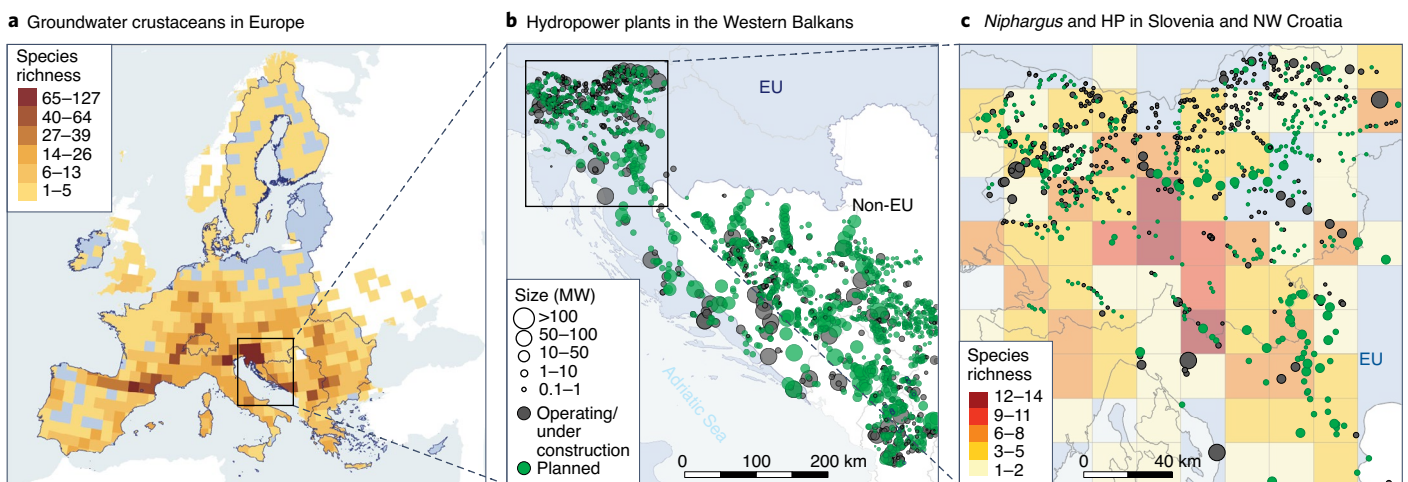 a Groundwater crustaceans in Europe
Species
richness
65–127
40–64
27–39
14–26
6–13
1–5
b Hydropower plants in the Western Balkans
EU
Non-EU
Adriatic Sea
Size (MW)
>100
50–100
10–50
1–10
0.1–1
Operating/
under
construction
Planned
0 100 200 km
c Niphargus and HP in Slovenia and NW Croatia
EU
Species
richness
12–14
9–11
6–8
3–5
1–2
0 40 km